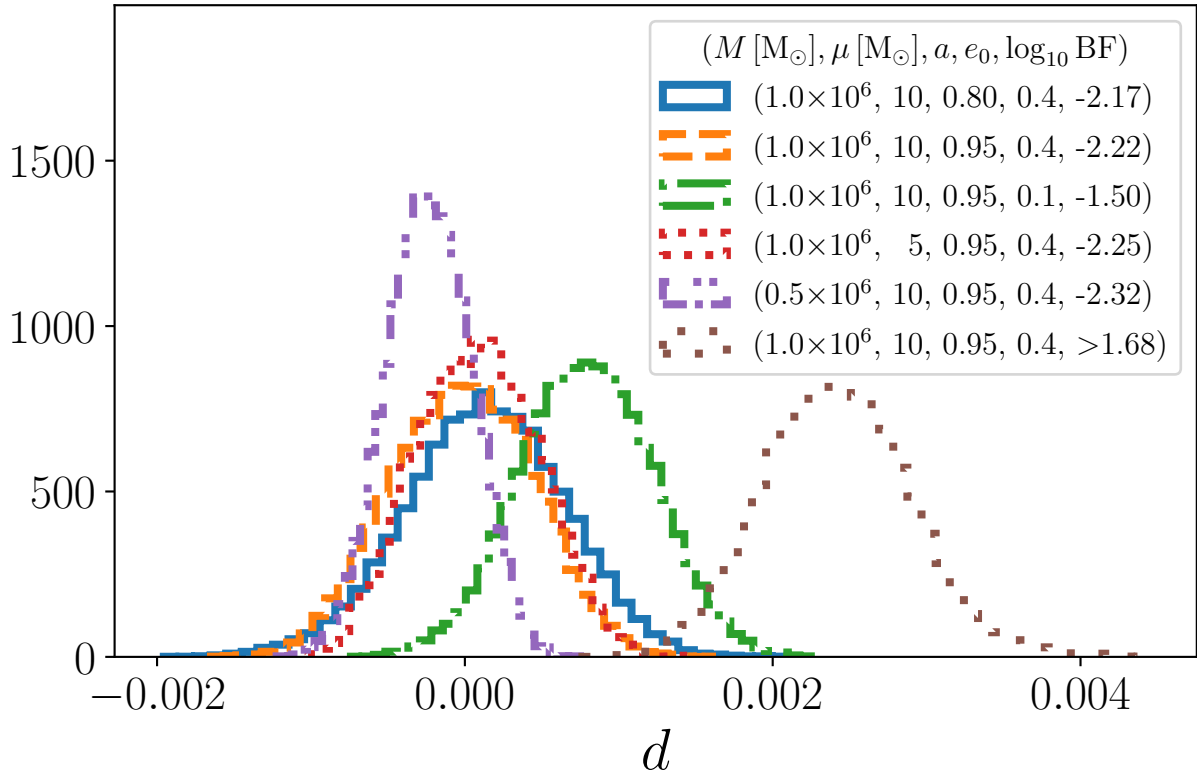 (M [M⊙], μ [M⊙], a, e₀, log₁₀ BF)
(1.0×10⁶, 10, 0.80, 0.4, -2.17)
(1.0×10⁶, 10, 0.95, 0.4, -2.22)
(1.0×10⁶, 10, 0.95, 0.1, -1.50)
(1.0×10⁶, 5, 0.95, 0.4, -2.25)
(0.5×10⁶, 10, 0.95, 0.4, -2.32)
(1.0×10⁶, 10, 0.95, 0.4, >1.68)
1500
1000
500
0
−0.002 0.000 0.002 0.004
d